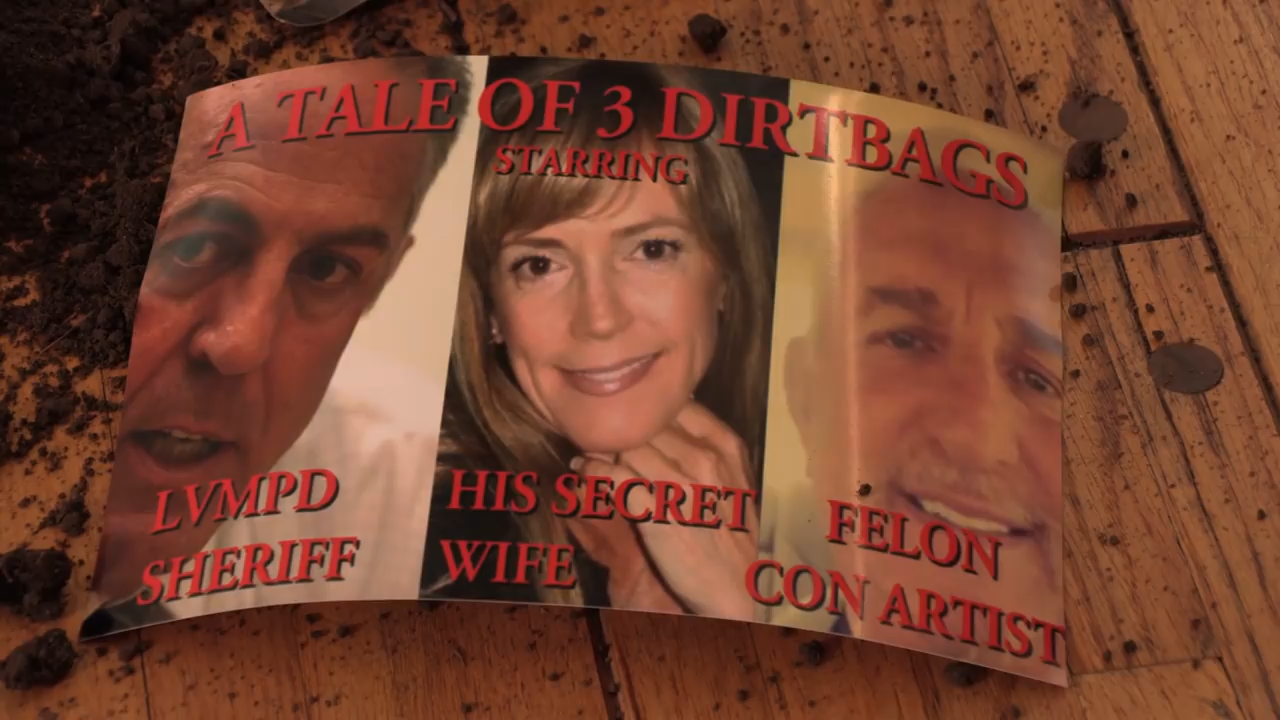 A TALE OF 3 DIRTBAGS
STARRING
LVMPD
SHERIFF
HIS SECRET
WIFE
FELON
CON ARTIST